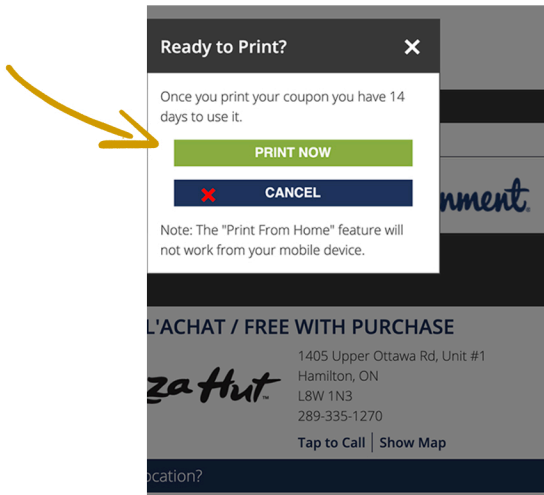 Ready to Print?
Once you print your coupon you have 14
days to use it.
PRINT NOW
CANCEL
Note: The "Print From Home" feature will
not work from your mobile device.
L'ACHAT / FREE WITH PURCHASE
1405 Upper Ottawa Rd, Unit #1
Hamilton, ON
Hut
L8W 1N3
289-335-1270
Tap to Call | Show Map